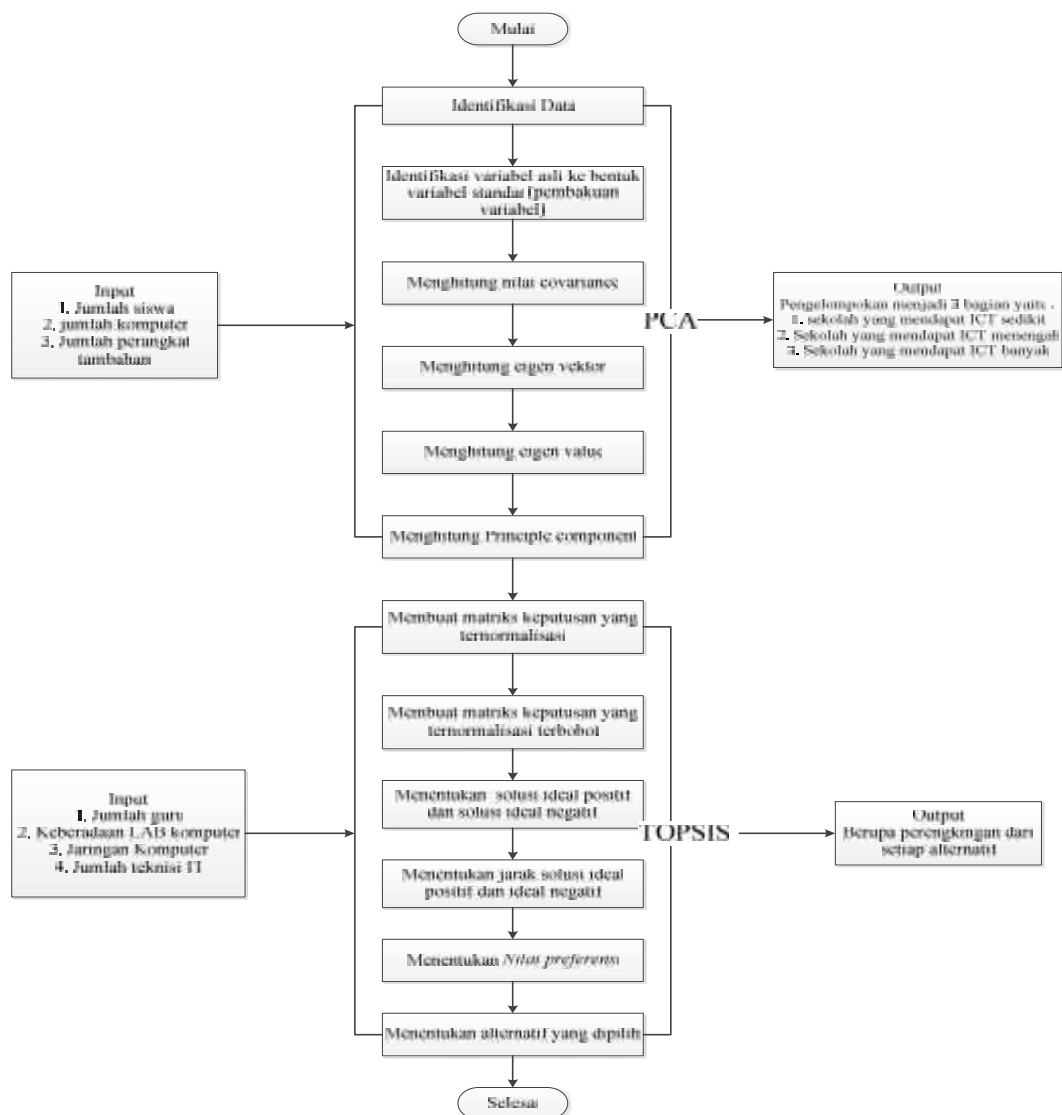 Mulai
Identifikasi Data
Identifikasi variabel asli ke bentuk
variabel standar (pembakuan
variabel)
Menghitung nilai covariance
Menghitung eigen vektor
Menghitung eigen value
Menghitung Principle component
Input
1. Jumlah siswa
2. jumlah komputer
3. Jumlah perangkat
tambahan
PCA
Output
Pengelompokan menjadi 3 bagian yaitu :
1. sekolah yang mendapat ICT sedikit
2. Sekolah yang mendapat ICT menengah
3. Sekolah yang mendapat ICT banyak
Membuat matriks keputusan yang
ternormalisasi
Membuat matriks keputusan yang
ternormalisasi terbobot
Menentukan solusi ideal positif
dan solusi ideal negatif
Menentukan jarak solusi ideal
positif dan ideal negatif
Menentukan Nilai preferensi
Menentukan alternatif yang dipilih
Input
1. Jumlah guru
2. Keberadaan LAB komputer
3. Jaringan Komputer
4. Jumlah teknisi IT
TOPSIS
Output
Berupa perengkingan dari
setiap alternatif
Selesai